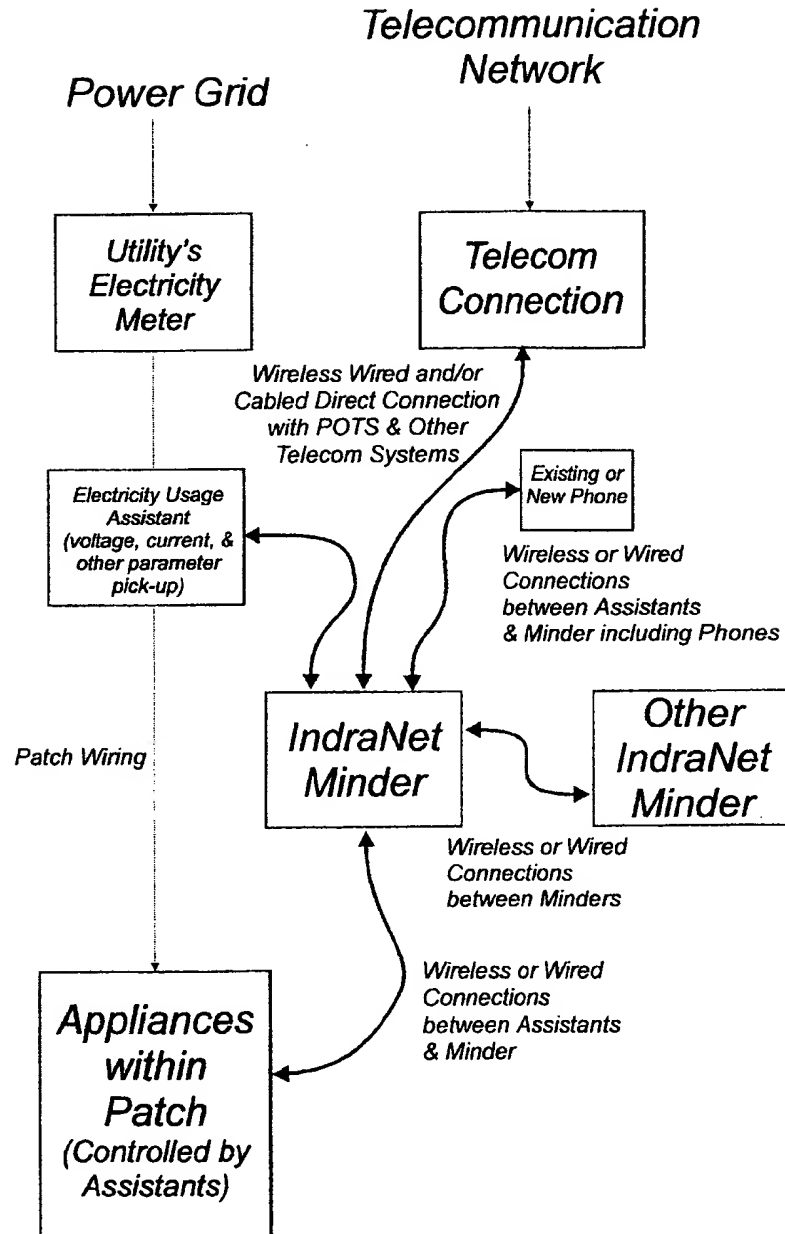 Telecommunication
Network
Power Grid
Utility's
Electricity
Meter
Telecom
Connection
Wireless Wired and/or
Cabled Direct Connection
with POTS & Other
Telecom Systems
Electricity Usage
Assistant
(voltage, current, &
other parameter
pick-up)
Existing or
New Phone
Wireless or Wired
Connections
between Assistants
& Minder including Phones
Patch Wiring
IndraNet
Minder
Other
IndraNet
Minder
Wireless or Wired
Connections
between Minders
Wireless or Wired
Connections
between Assistants
& Minder
Appliances
within
Patch
(Controlled by
Assistants)